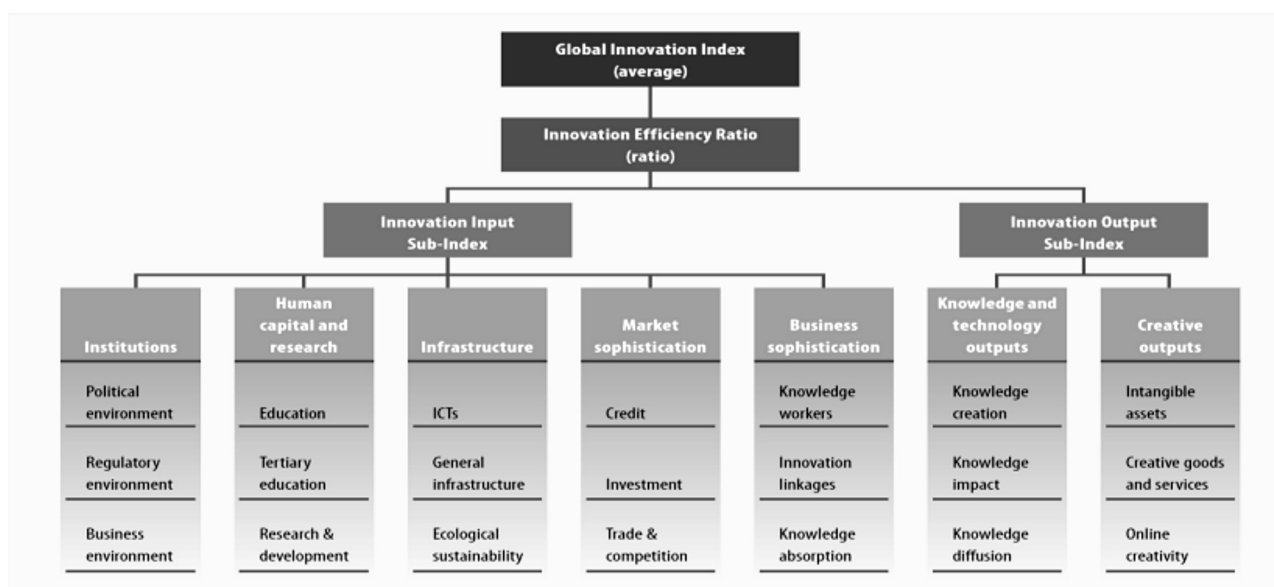 Global Innovation Index
(average)
Innovation Efficiency Ratio
(ratio)
Innovation Input
Sub-Index
Innovation Output
Sub-Index
Institutions
Human
capital and
research
Infrastructure
Market
sophistication
Business
sophistication
Knowledge and
technology
outputs
Creative
outputs
Political
environment
Education
ICTs
Credit
Knowledge
workers
Knowledge
creation
Intangible
assets
Regulatory
environment
Tertiary
education
General
infrastructure
Investment
Innovation
linkages
Knowledge
impact
Creative goods
and services
Business
environment
Research &
development
Ecological
sustainability
Trade &
competition
Knowledge
absorption
Knowledge
diffusion
Online
creativity